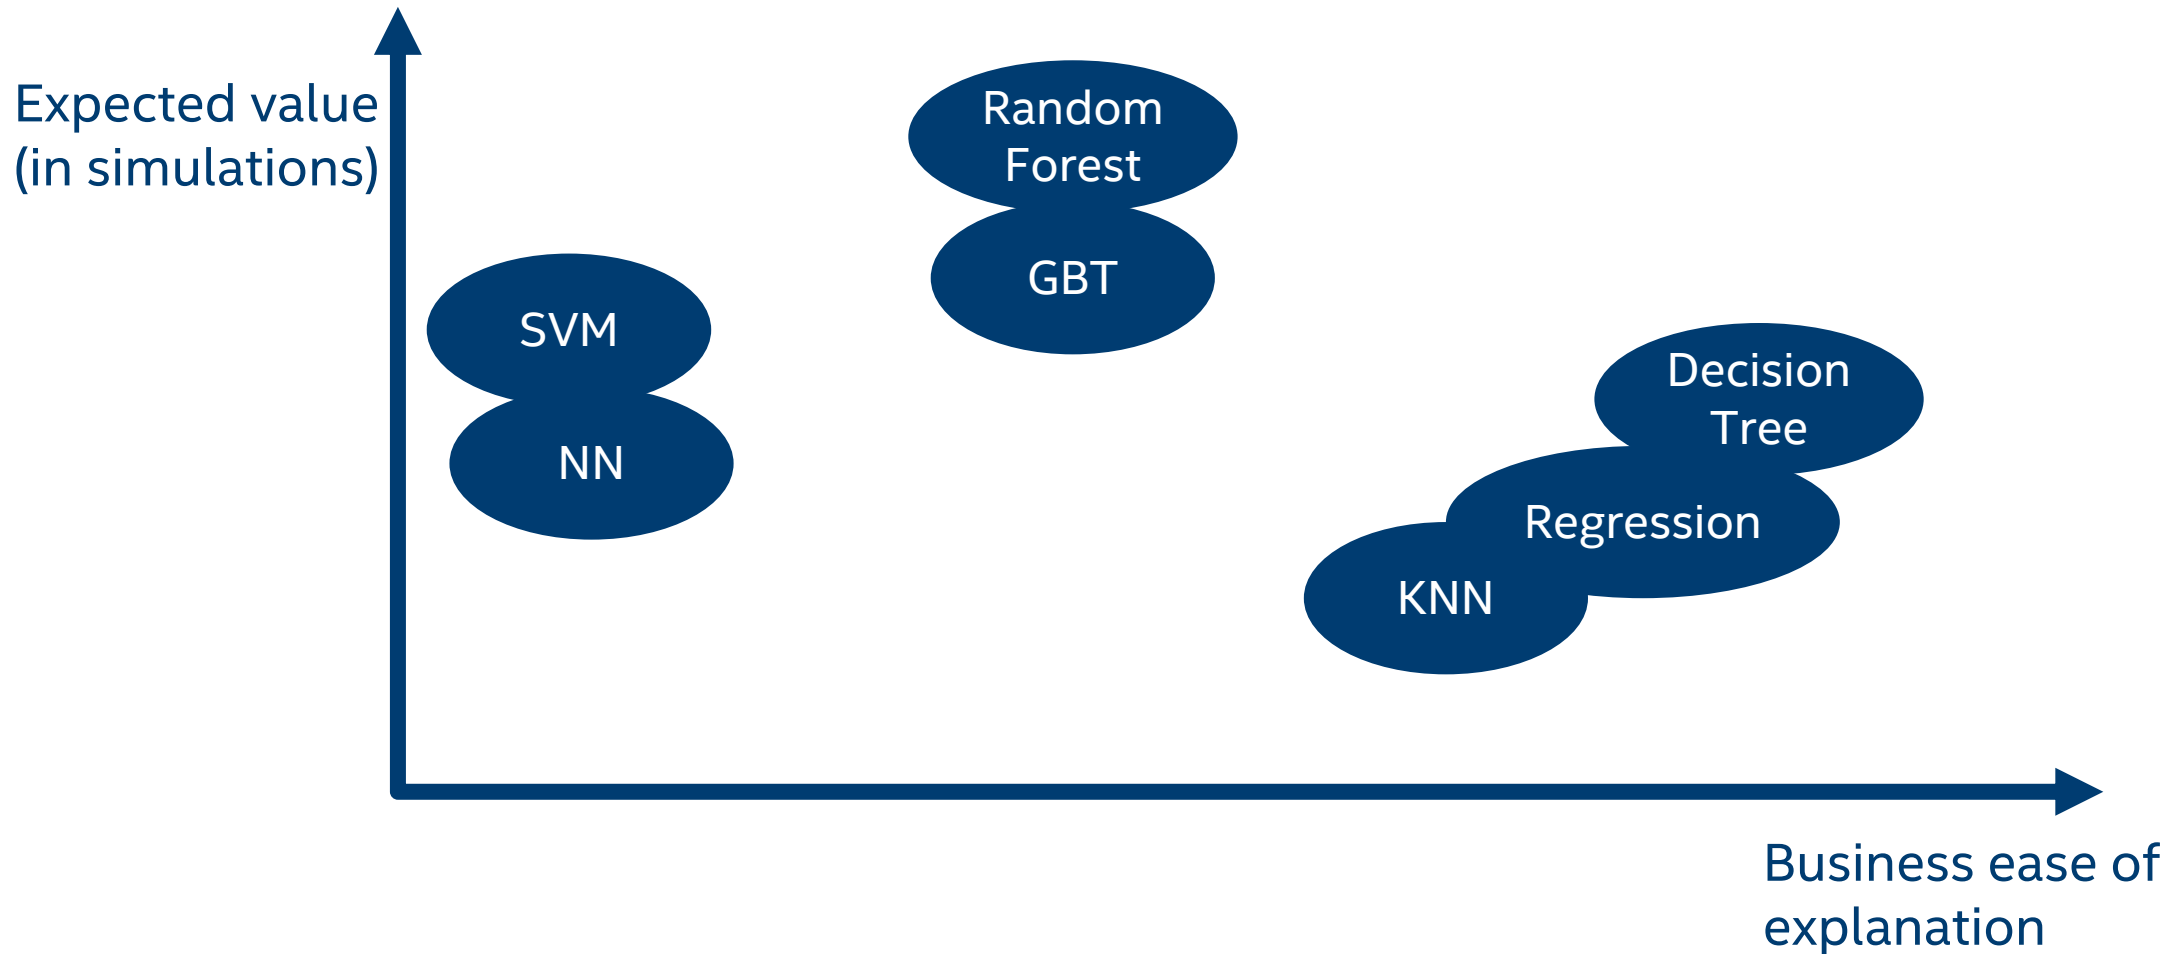 Expected value
(in simulations)
Random
Forest
GBT
SVM
NN
Decision
Tree
Regression
KNN
Business ease of
explanation